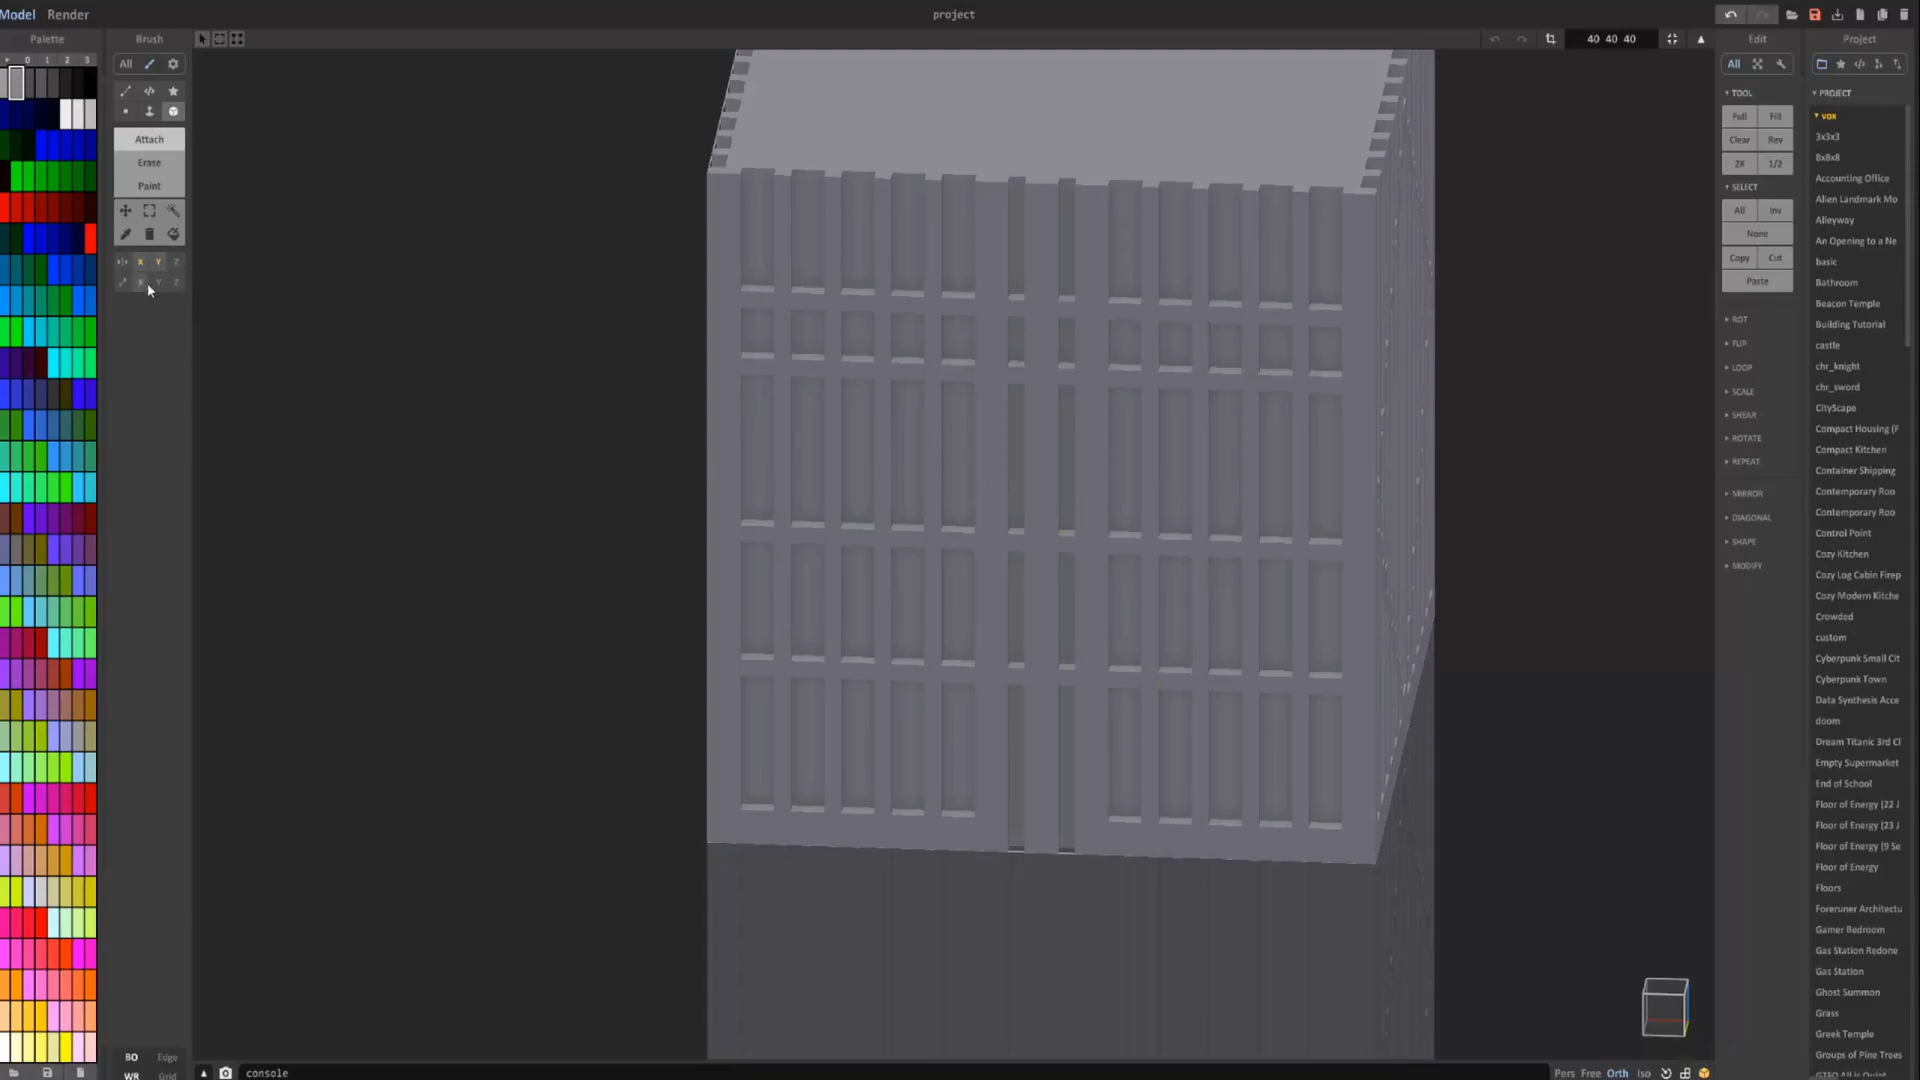 Model Render
project
Palette
Brush
40 40 40
Edit
Project
0 1 2 3
All
All
TOOL
PROJECT
Full Fill
Clear Rev
2X 1/2
SELECT
All Inv
None
Copy Cut
Paste
ROT
FLIP
LOOP
SCALE
SHEAR
ROTATE
REPEAT
MIRROR
DIAGONAL
SHAPE
MODIFY
Attach
Erase
Paint
X Y Z
X Y Z
vox
3x3x3
8x8x8
Accounting Office
Alien Landmark Mo
Alleyway
An Opening to a Ne
basic
Bathroom
Beacon Temple
Building Tutorial
castle
chr_knight
chr_sword
CityScape
Compact Housing (F
Compact Kitchen
Container Shipping
Contemporary Roo
Contemporary Roo
Control Point
Cozy Kitchen
Cozy Log Cabin Firep
Cozy Modern Kitche
Crowded
custom
Cyberpunk Small Cit
Cyberpunk Town
Data Synthesis Acce
doom
Dream Titanic 3rd Cl
Empty Supermarket
End of School
Floor of Energy (22 J
Floor of Energy (23 J
Floor of Energy (9 Se
Floor of Energy
Floors
Forerunner Architectu
Gamer Bedroom
Gas Station Redone
Gas Station
Ghost Summon
Grass
Greek Temple
Groups of Pine Trees
BO Edge
WR Grid
console
Pers Free Orth Iso